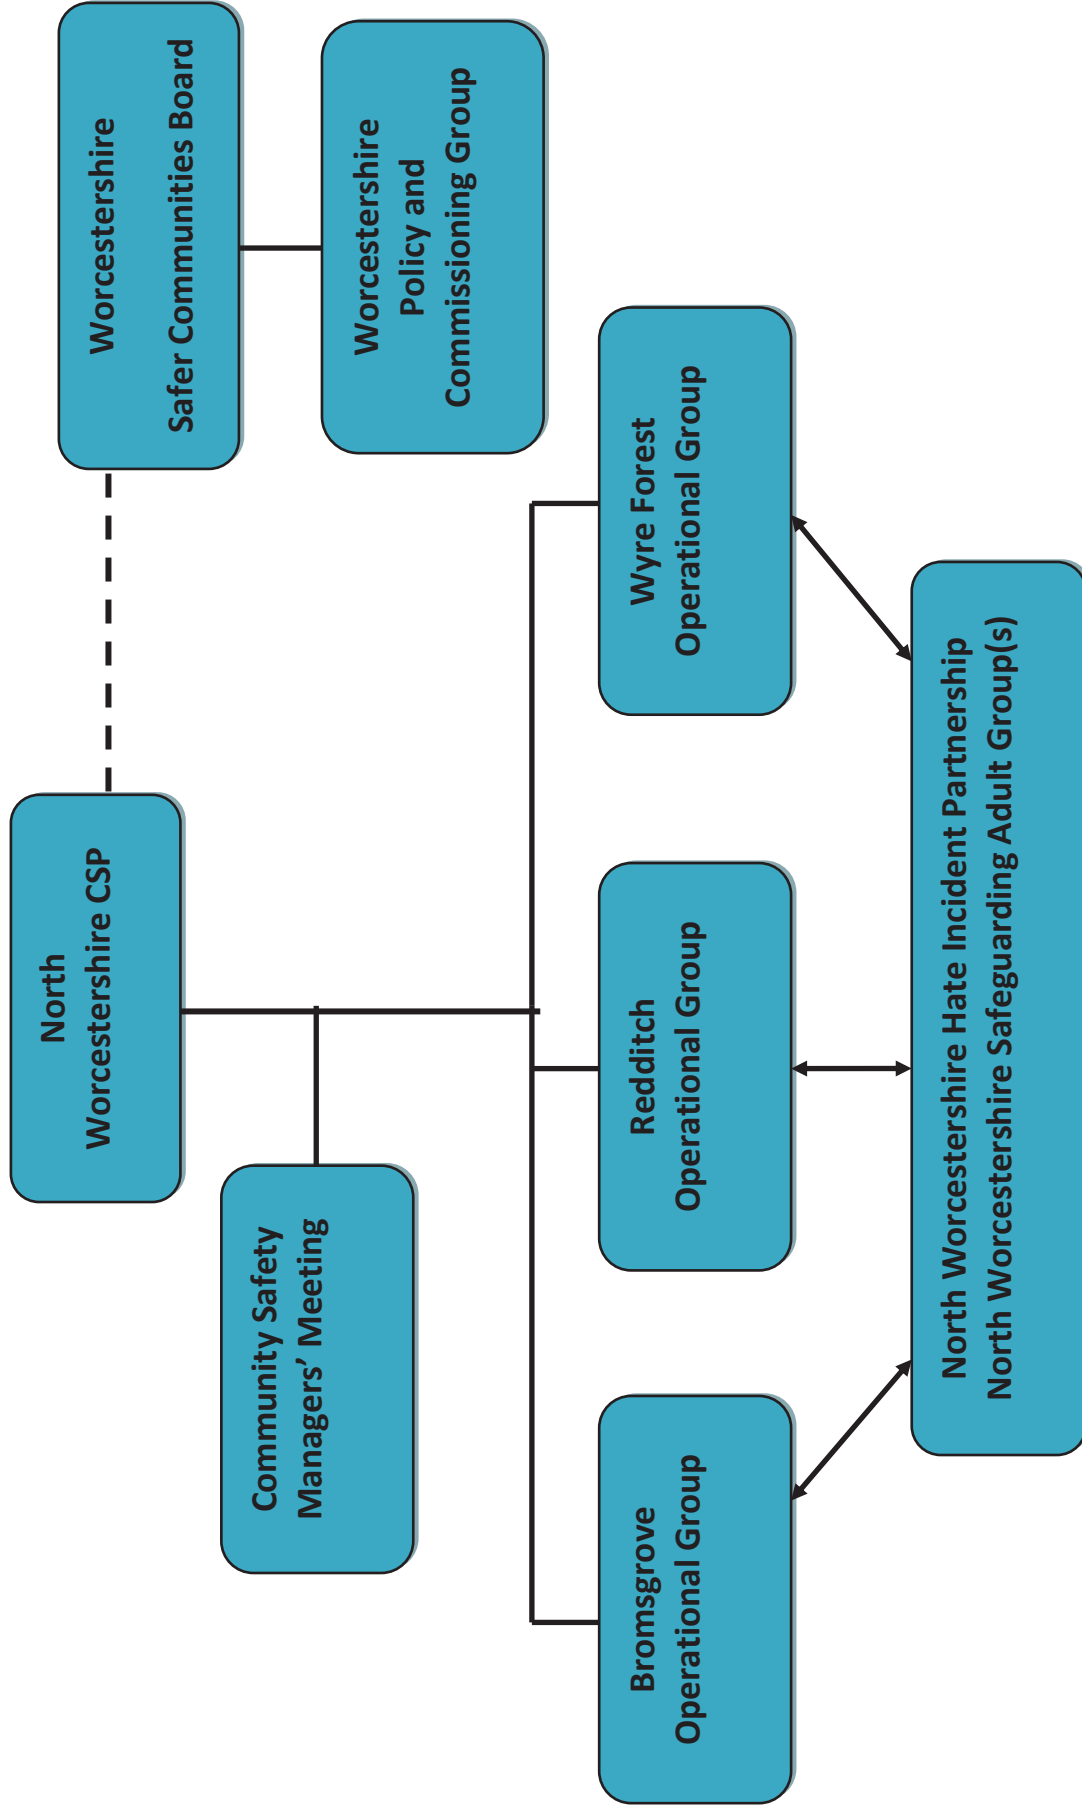 North
Worcestershire CSP
Worcestershire
Safer Communities Board
Community Safety
Managers’ Meeting
Worcestershire
Policy and
Commissioning Group
Bromsgrove
Operational Group
Redditch
Operational Group
Wyre Forest
Operational Group
North Worcestershire Hate Incident Partnership
North Worcestershire Safeguarding Adult Group(s)